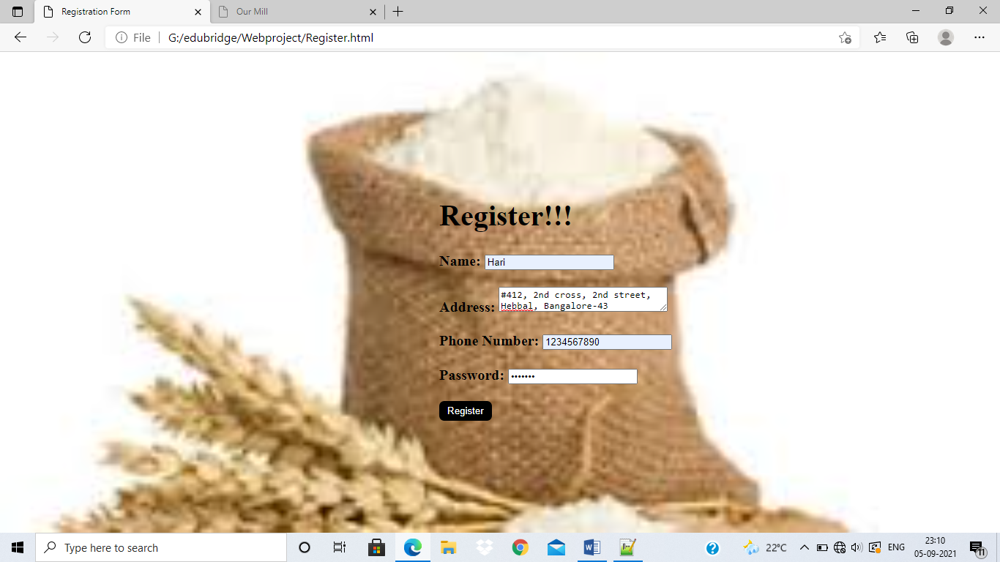 Registration Form
Our Mill
File
G:/edubridge/Webproject/Register.html
Register!!!
Name: Hari
Address: #412, 2nd cross, 2nd street,
Hebbal, Bangalore-43
Phone Number: 1234567890
Password: •••••••
Register
Type here to search
22°C
ENG
23:10
05-09-2021
11